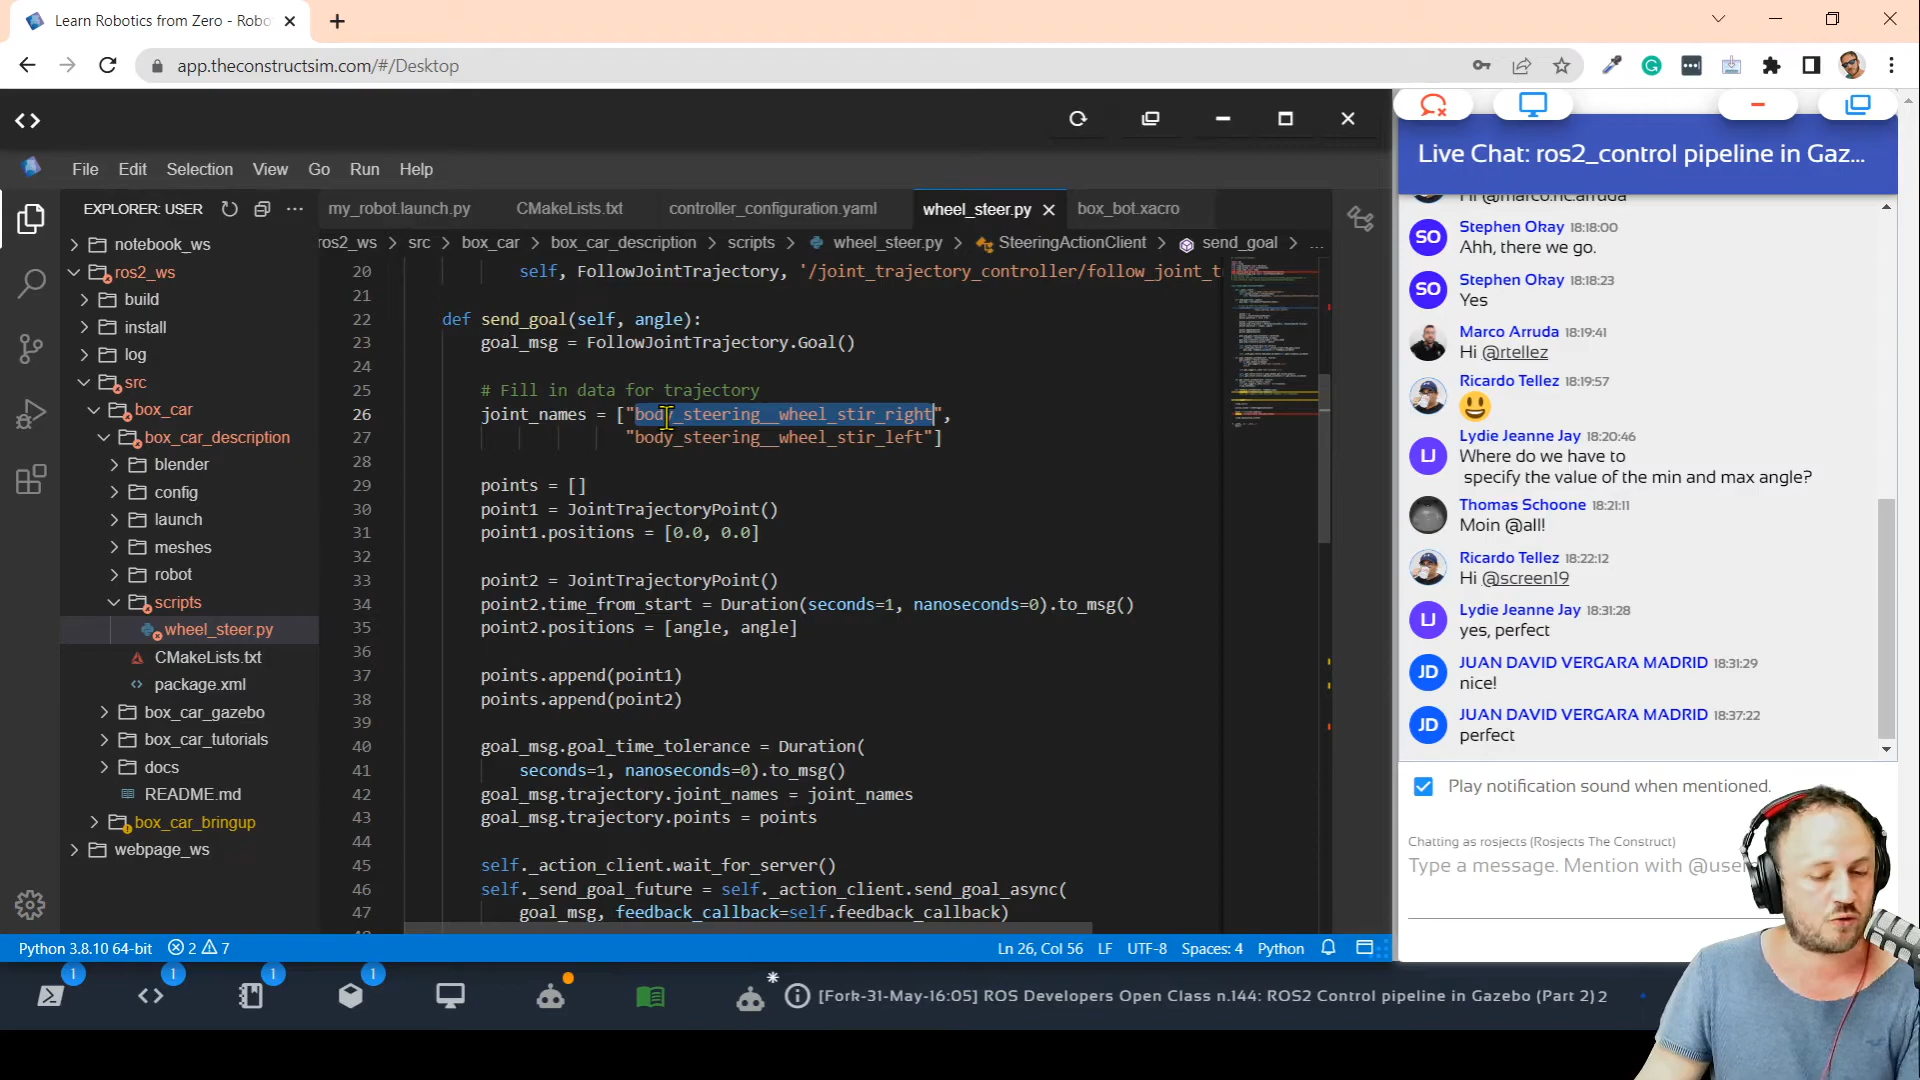 Learn Robotics from Zero - Robo
app.theconstructsim.com/#/Desktop
File Edit Selection View Go Run Help
EXPLORER: USER
my_robot.launch.py CMakeLists.txt controller_configuration.yaml wheel_steer.py box_bot.xacro
ros2_ws > src > box_car > box_car_description > scripts > wheel_steer.py > SteeringActionClient > send_goal > ...
notebook_ws
ros2_ws
build
install
log
src
box_car
box_car_description
blender
config
launch
meshes
robot
scripts
wheel_steer.py
CMakeLists.txt
package.xml
box_car_gazebo
box_car_tutorials
docs
README.md
box_car_bringup
webpage_ws
20 self, FollowJointTrajectory, '/joint_trajectory_controller/follow_joint_t
21
22 def send_goal(self, angle):
23 goal_msg = FollowJointTrajectory.Goal()
24
25 # Fill in data for trajectory
26 joint_names = ["body_steering__wheel_stir_right",
27 "body_steering__wheel_stir_left"]
28
29 points = []
30 point1 = JointTrajectoryPoint()
31 point1.positions = [0.0, 0.0]
32
33 point2 = JointTrajectoryPoint()
34 point2.time_from_start = Duration(seconds=1, nanoseconds=0).to_msg()
35 point2.positions = [angle, angle]
36
37 points.append(point1)
38 points.append(point2)
39
40 goal_msg.goal_time_tolerance = Duration(
41 seconds=1, nanoseconds=0).to_msg()
42 goal_msg.trajectory.joint_names = joint_names
43 goal_msg.trajectory.points = points
44
45 self._action_client.wait_for_server()
46 self._send_goal_future = self._action_client.send_goal_async(
47 goal_msg, feedback_callback=self.feedback_callback)
Python 3.8.10 64-bit 2 7 Ln 26, Col 56 LF UTF-8 Spaces: 4 Python
Live Chat: ros2_control pipeline in Gaz...
SO Stephen Okay 18:18:00
Ahh, there we go.
SO Stephen Okay 18:18:23
Yes
Marco Arruda 18:19:41
Hi @rtellez
Ricardo Tellez 18:19:57
LJ Lydie Jeanne Jay 18:20:46
Where do we have to
specify the value of the min and max angle?
Thomas Schoone 18:21:11
Moin @all!
Ricardo Tellez 18:22:12
Hi @screen19
LJ Lydie Jeanne Jay 18:31:28
yes, perfect
JD JUAN DAVID VERGARA MADRID 18:31:29
nice!
JD JUAN DAVID VERGARA MADRID 18:37:22
perfect
Play notification sound when mentioned.
Chatting as rosjects (Rosjects The Construct)
Type a message. Mention with @user
1 1 1 1
[Fork-31-May-16:05] ROS Developers Open Class n.144: ROS2 Control pipeline in Gazebo (Part 2) 2